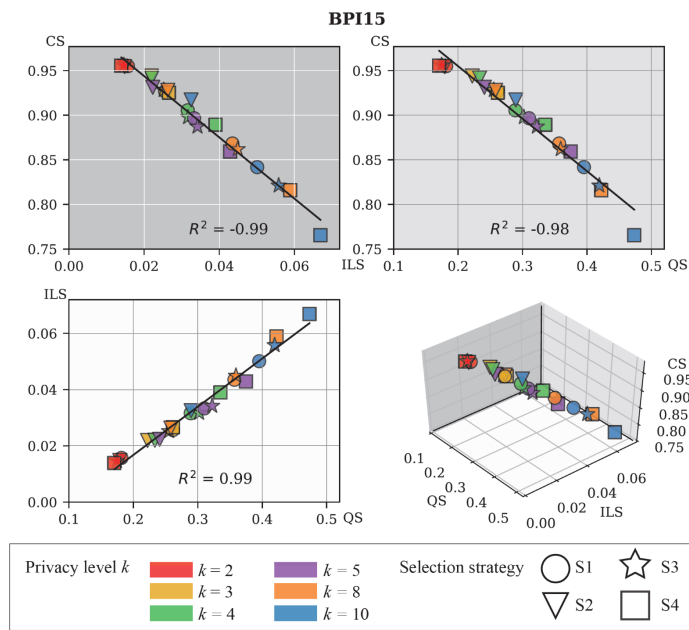 BPI15
CS
0.95
0.90
0.85
0.80
0.75
R² = -0.99
0.00 0.02 0.04 0.06 ILS
CS
0.95
0.90
0.85
0.80
0.75
R² = -0.98
0.1 0.2 0.3 0.4 0.5 QS
ILS
0.06
0.04
0.02
0.00
R² = 0.99
0.1 0.2 0.3 0.4 0.5 QS
CS
0.95
0.90
0.85
0.80
0.75
0.1
0.2
0.3
0.4
0.5
QS
0.00
0.02
0.04
0.06
ILS
Privacy level k
k = 2
k = 3
k = 4
k = 5
k = 8
k = 10
Selection strategy
S1
S2
S3
S4